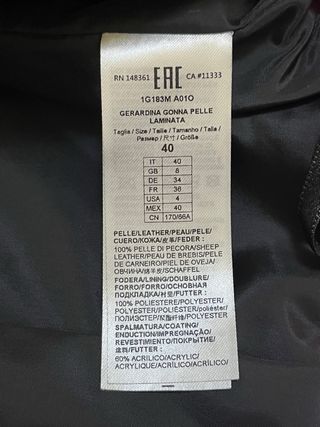 RN 148361 EAC CA #11333
1G183M A01O
GERARDINA GONNA PELLE
LAMINATA
Taglia / Size / Taille / Tamanho / Talla /
Размер / 尺寸 / Größe
40
IT 40
GB 8
DE 34
FR 36
USA 4
MEX 40
CN 170/66A
PELLE/LEATHER/PEAU/PELE/
CUERO/КОЖА/皮革/FEDER :
100% PELLE DI PECORA/SHEEP
LEATHER/PEAU DE BREBIS/PELE
DE CARNEIRO/PIEL DE OVEJA/
ОВЧИНА/绵羊皮/SCHAFFEL
FODERA/LINING/DOUBLURE/
FORRO/FORRO/ОСНОВНАЯ
ПОДКЛАДКА/衬里/FUTTER :
100% POLIESTERE/POLYESTER/
POLYESTER/POLIÉSTER/poliéster/
ПОЛИЭСТЕР/聚酯纤维/POLYESTER
SPALMATURA/COATING/
ENDUCTION/IMPREGNAÇÃO/
REVESTIMIENTO/ПОКРЫТИЕ/
涂料/FUTTER :
60% ACRILICO/ACRYLIC/
ACRYLIQUE/ACRÍLICO/ACRÍLICO/